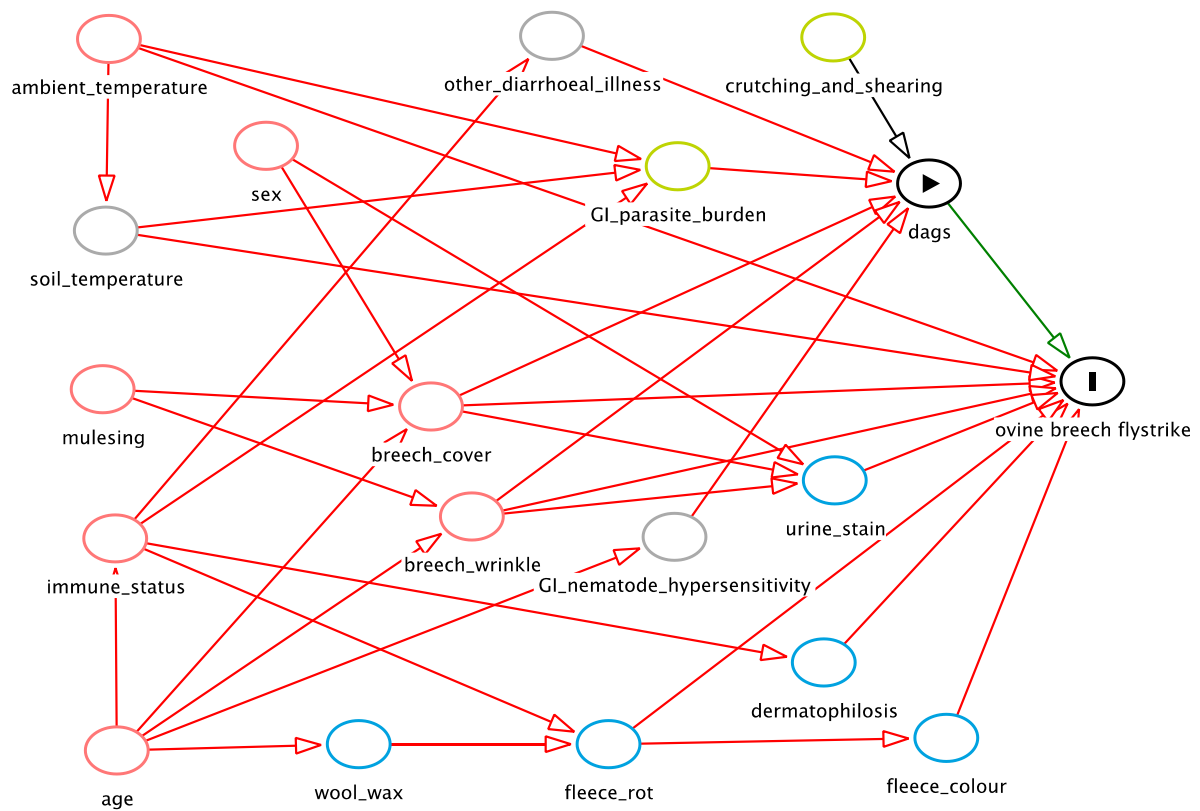 ambient_temperature
other_diarrhoeal_illness
crutching_and_shearing
sex
GI_parasite_burden
dags
soil_temperature
mulesing
breech_cover
ovine breech flystrike
urine_stain
immune_status
breech_wrinkle
GI_nematode_hypersensitivity
dermatophilosis
age
wool_wax
fleece_rot
fleece_colour